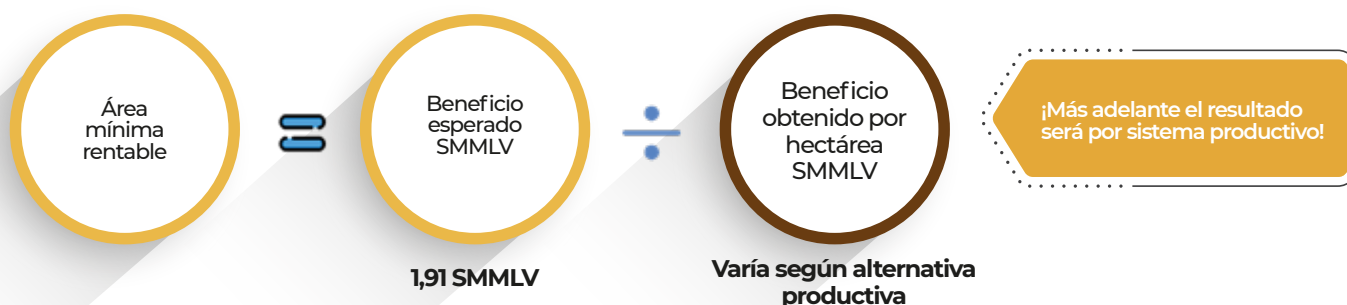 Área
mínima
rentable
Beneficio
esperado
SMMLV
1,91 SMMLV
Beneficio
obtenido por
hectárea
SMMLV
Varía según alternativa
productiva
¡Más adelante el resultado
será por sistema productivo!